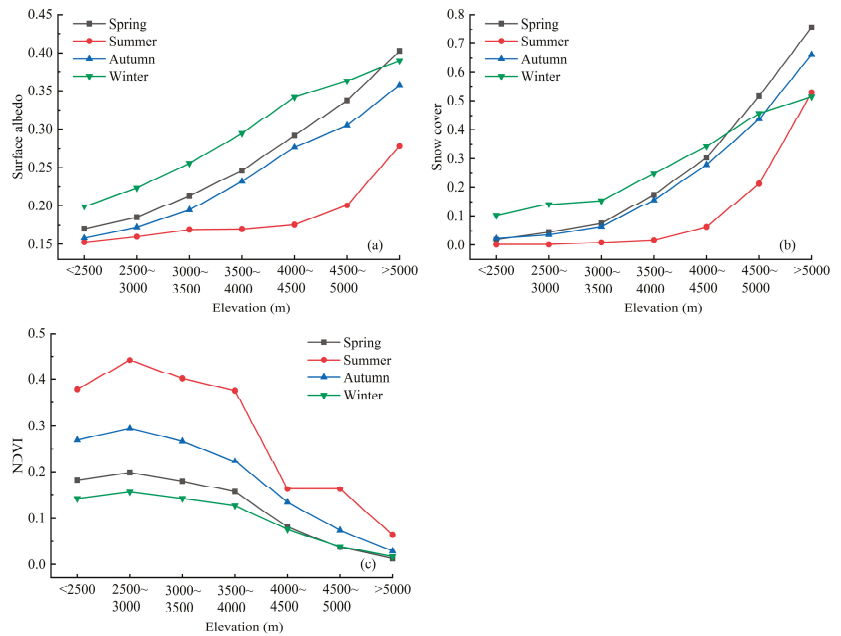 Spring
Summer
Autumn
Winter
0.45
0.40
0.35
0.30
0.25
0.20
0.15
Surface albedo
(a)
<2500 2500~ 3000~ 3500~ 4000~ 4500~ >5000
3000 3500 4000 4500 5000
Elevation (m)
Spring
Summer
Autumn
Winter
0.8
0.7
0.6
0.5
0.4
0.3
0.2
0.1
0.0
Snow cover
(b)
<2500 2500~ 3000~ 3500~ 4000~ 4500~ >5000
3000 3500 4000 4500 5000
Elevation (m)
Spring
Summer
Autumn
Winter
0.5
0.4
0.3
0.2
0.1
0.0
NDVI
(c)
<2500 2500~ 3000~ 3500~ 4000~ 4500~ >5000
3000 3500 4000 4500 5000
Elevation (m)